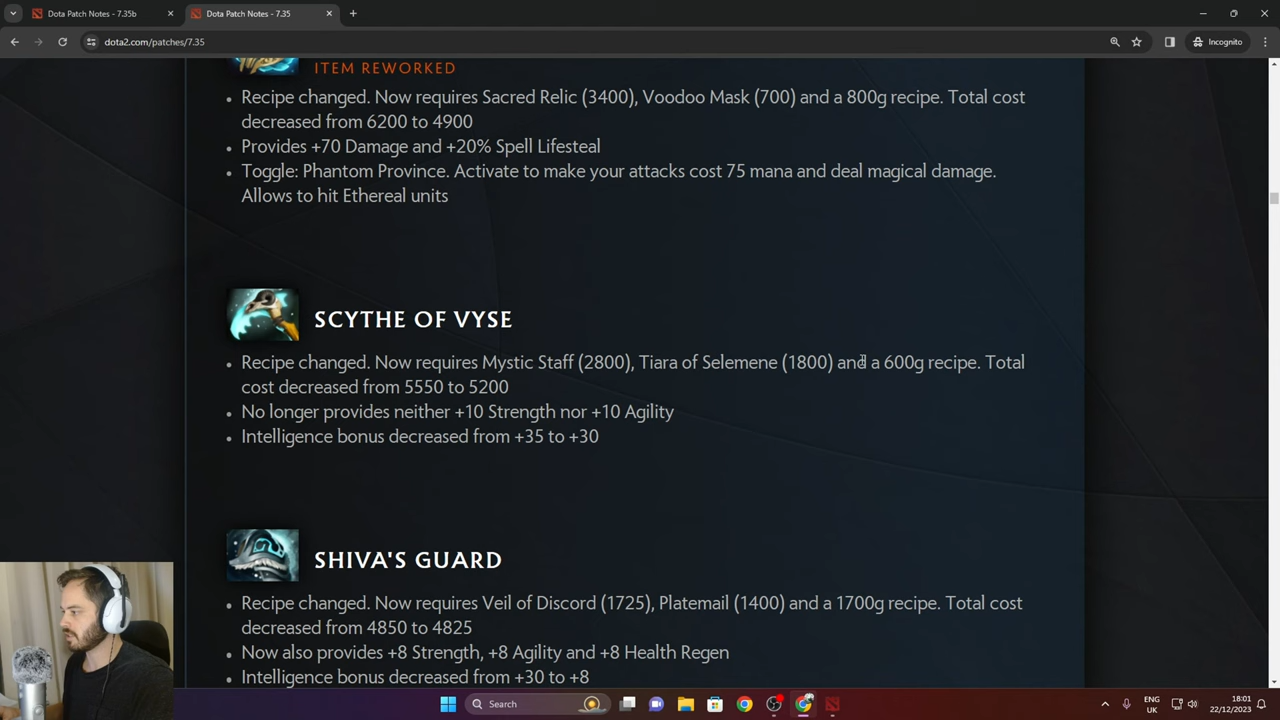 Dota Patch Notes - 7.35b
Dota Patch Notes - 7.35
dota2.com/patches/7.35
Incognito
ITEM REWORKED
Recipe changed. Now requires Sacred Relic (3400), Voodoo Mask (700) and a 800g recipe. Total cost
decreased from 6200 to 4900
Provides +70 Damage and +20% Spell Lifesteal
Toggle: Phantom Province. Activate to make your attacks cost 75 mana and deal magical damage.
Allows to hit Ethereal units
SCYTHE OF VYSE
Recipe changed. Now requires Mystic Staff (2800), Tiara of Selemene (1800) and a 600g recipe. Total
cost decreased from 5550 to 5200
No longer provides neither +10 Strength nor +10 Agility
Intelligence bonus decreased from +35 to +30
SHIVA'S GUARD
Recipe changed. Now requires Veil of Discord (1725), Platemail (1400) and a 1700g recipe. Total cost
decreased from 4850 to 4825
Now also provides +8 Strength, +8 Agility and +8 Health Regen
Intelligence bonus decreased from +30 to +8
Search
ENG
UK
18:01
22/12/2023